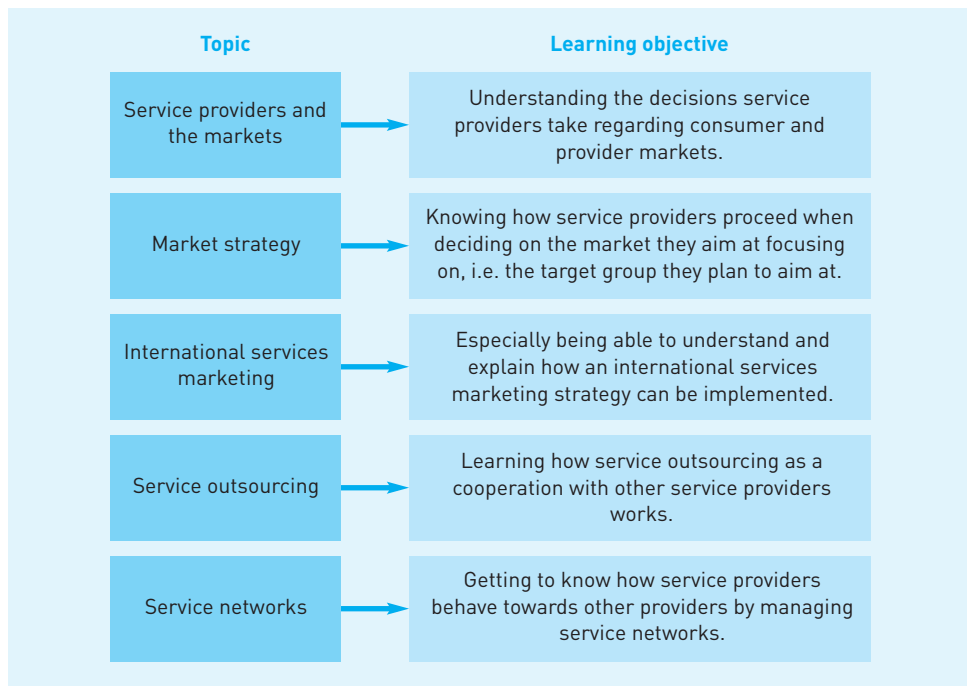 Topic
Learning objective
Service providers and
the markets
Understanding the decisions service
providers take regarding consumer and
provider markets.
Market strategy
Knowing how service providers proceed when
deciding on the market they aim at focusing
on, i.e. the target group they plan to aim at.
International services
marketing
Especially being able to understand and
explain how an international services
marketing strategy can be implemented.
Service outsourcing
Learning how service outsourcing as a
cooperation with other service providers
works.
Service networks
Getting to know how service providers
behave towards other providers by managing
service networks.